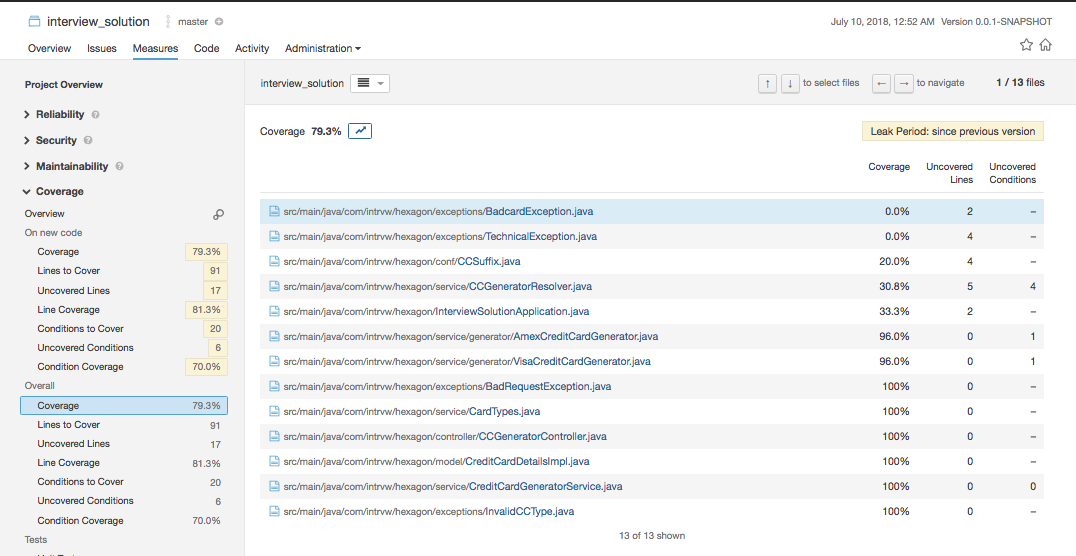 interview_solution master
July 10, 2018, 12:52 AM Version 0.0.1-SNAPSHOT
Overview Issues Measures Code Activity Administration
Project Overview
Reliability ?
Security ?
Maintainability ?
Coverage
Overview
On new code
Coverage 79.3%
Lines to Cover 91
Uncovered Lines 17
Line Coverage 81.3%
Conditions to Cover 20
Uncovered Conditions 6
Condition Coverage 70.0%
Overall
Coverage 79.3%
Lines to Cover 91
Uncovered Lines 17
Line Coverage 81.3%
Conditions to Cover 20
Uncovered Conditions 6
Condition Coverage 70.0%
Tests
interview_solution
↑ ↓ to select files ← → to navigate 1 / 13 files
Coverage 79.3%
Leak Period: since previous version
Coverage Uncovered Lines Uncovered Conditions
src/main/java/com/intrvw/hexagon/exceptions/BadcardException.java 0.0% 2 –
src/main/java/com/intrvw/hexagon/exceptions/TechnicalException.java 0.0% 4 –
src/main/java/com/intrvw/hexagon/conf/CCSuffix.java 20.0% 4 –
src/main/java/com/intrvw/hexagon/service/CCGeneratorResolver.java 30.8% 5 4
src/main/java/com/intrvw/hexagon/InterviewSolutionApplication.java 33.3% 2 –
src/main/java/com/intrvw/hexagon/service/generator/AmexCreditCardGenerator.java 96.0% 0 1
src/main/java/com/intrvw/hexagon/service/generator/VisaCreditCardGenerator.java 96.0% 0 1
src/main/java/com/intrvw/hexagon/exceptions/BadRequestException.java 100% 0 –
src/main/java/com/intrvw/hexagon/service/CardTypes.java 100% 0 –
src/main/java/com/intrvw/hexagon/controller/CCGeneratorController.java 100% 0 –
src/main/java/com/intrvw/hexagon/model/CreditCardDetailsImpl.java 100% 0 –
src/main/java/com/intrvw/hexagon/service/CreditCardGeneratorService.java 100% 0 0
src/main/java/com/intrvw/hexagon/exceptions/InvalidCCType.java 100% 0 –
13 of 13 shown